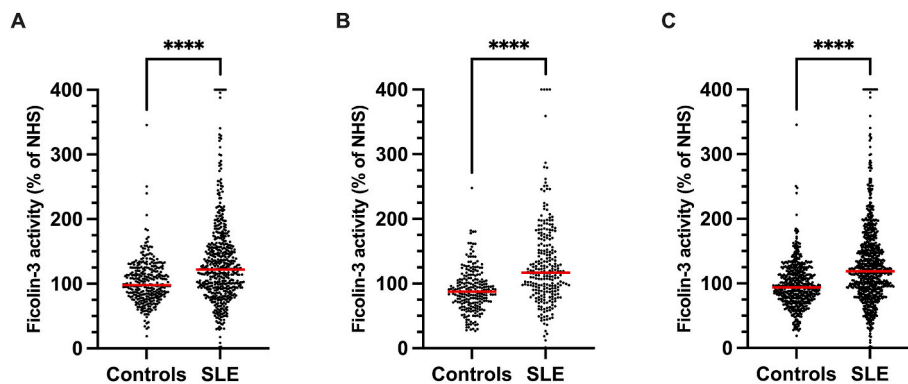 A
****
Ficolin-3 activity (% of NHS)
400
300
200
100
0
Controls SLE
B
****
Ficolin-3 activity (% of NHS)
400
300
200
100
0
Controls SLE
C
****
Ficolin-3 activity (% of NHS)
400
300
200
100
0
Controls SLE